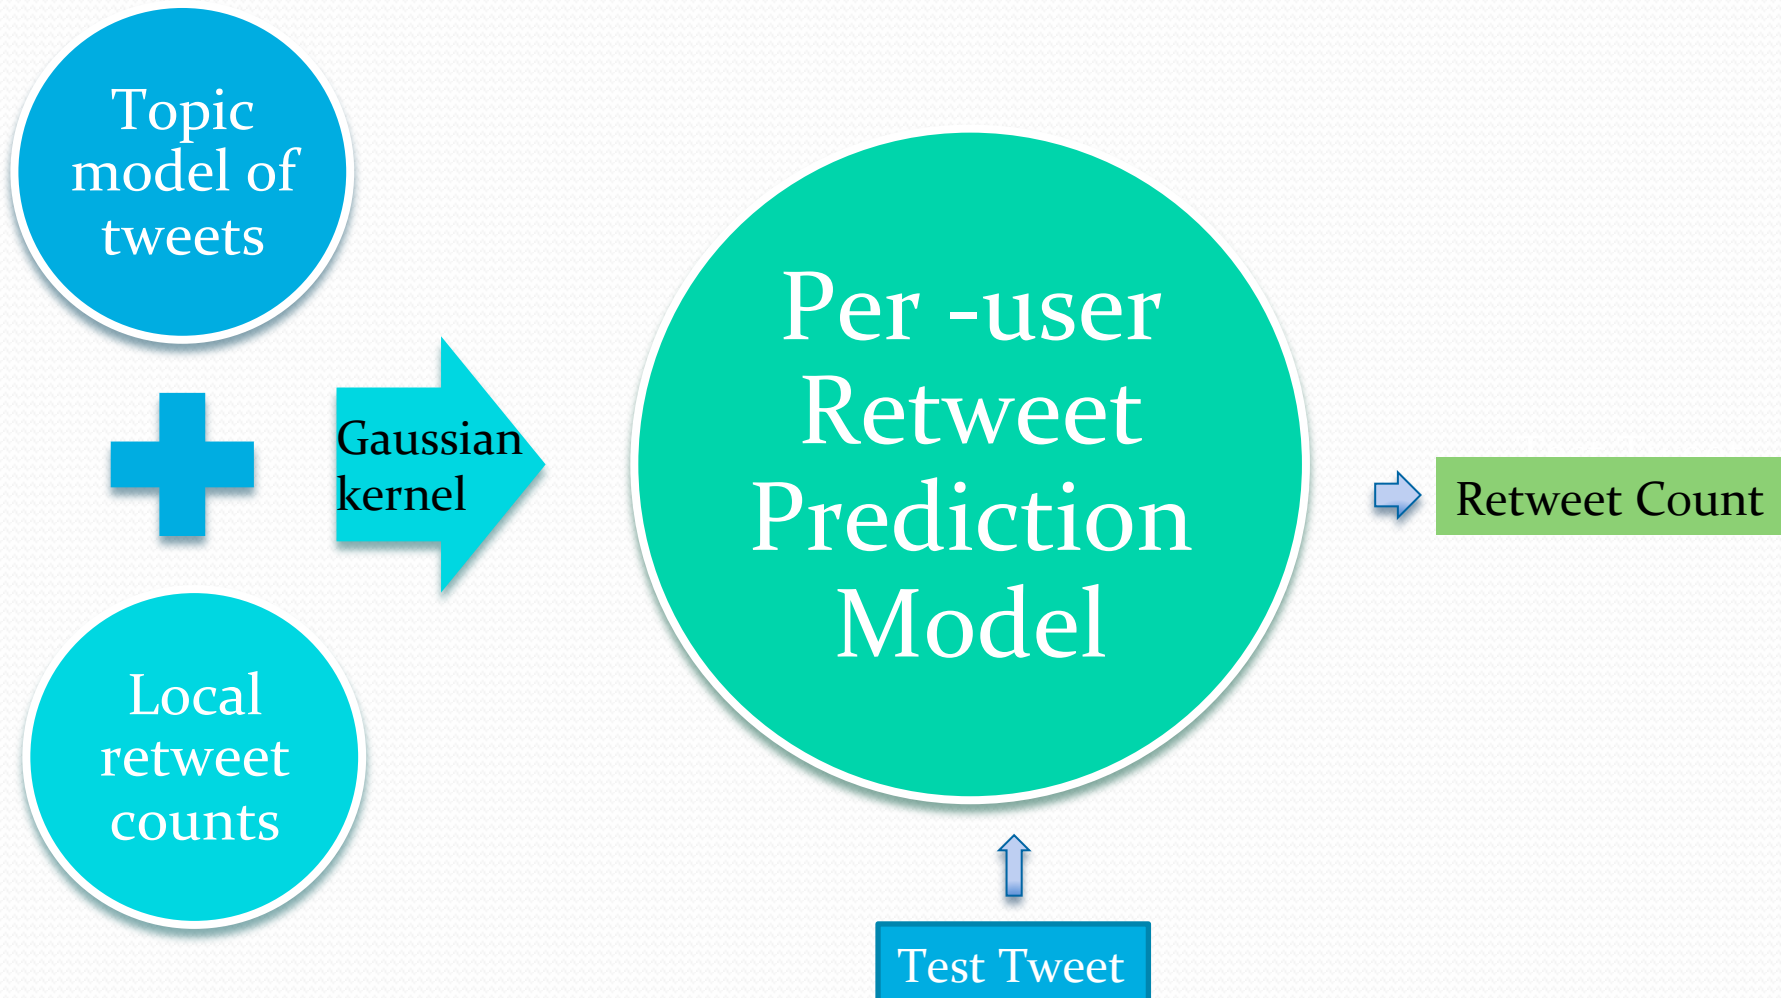 Topic
model of
tweets
Gaussian
kernel
Local
retweet
counts
Per -user
Retweet
Prediction
Model
Retweet Count
Test Tweet